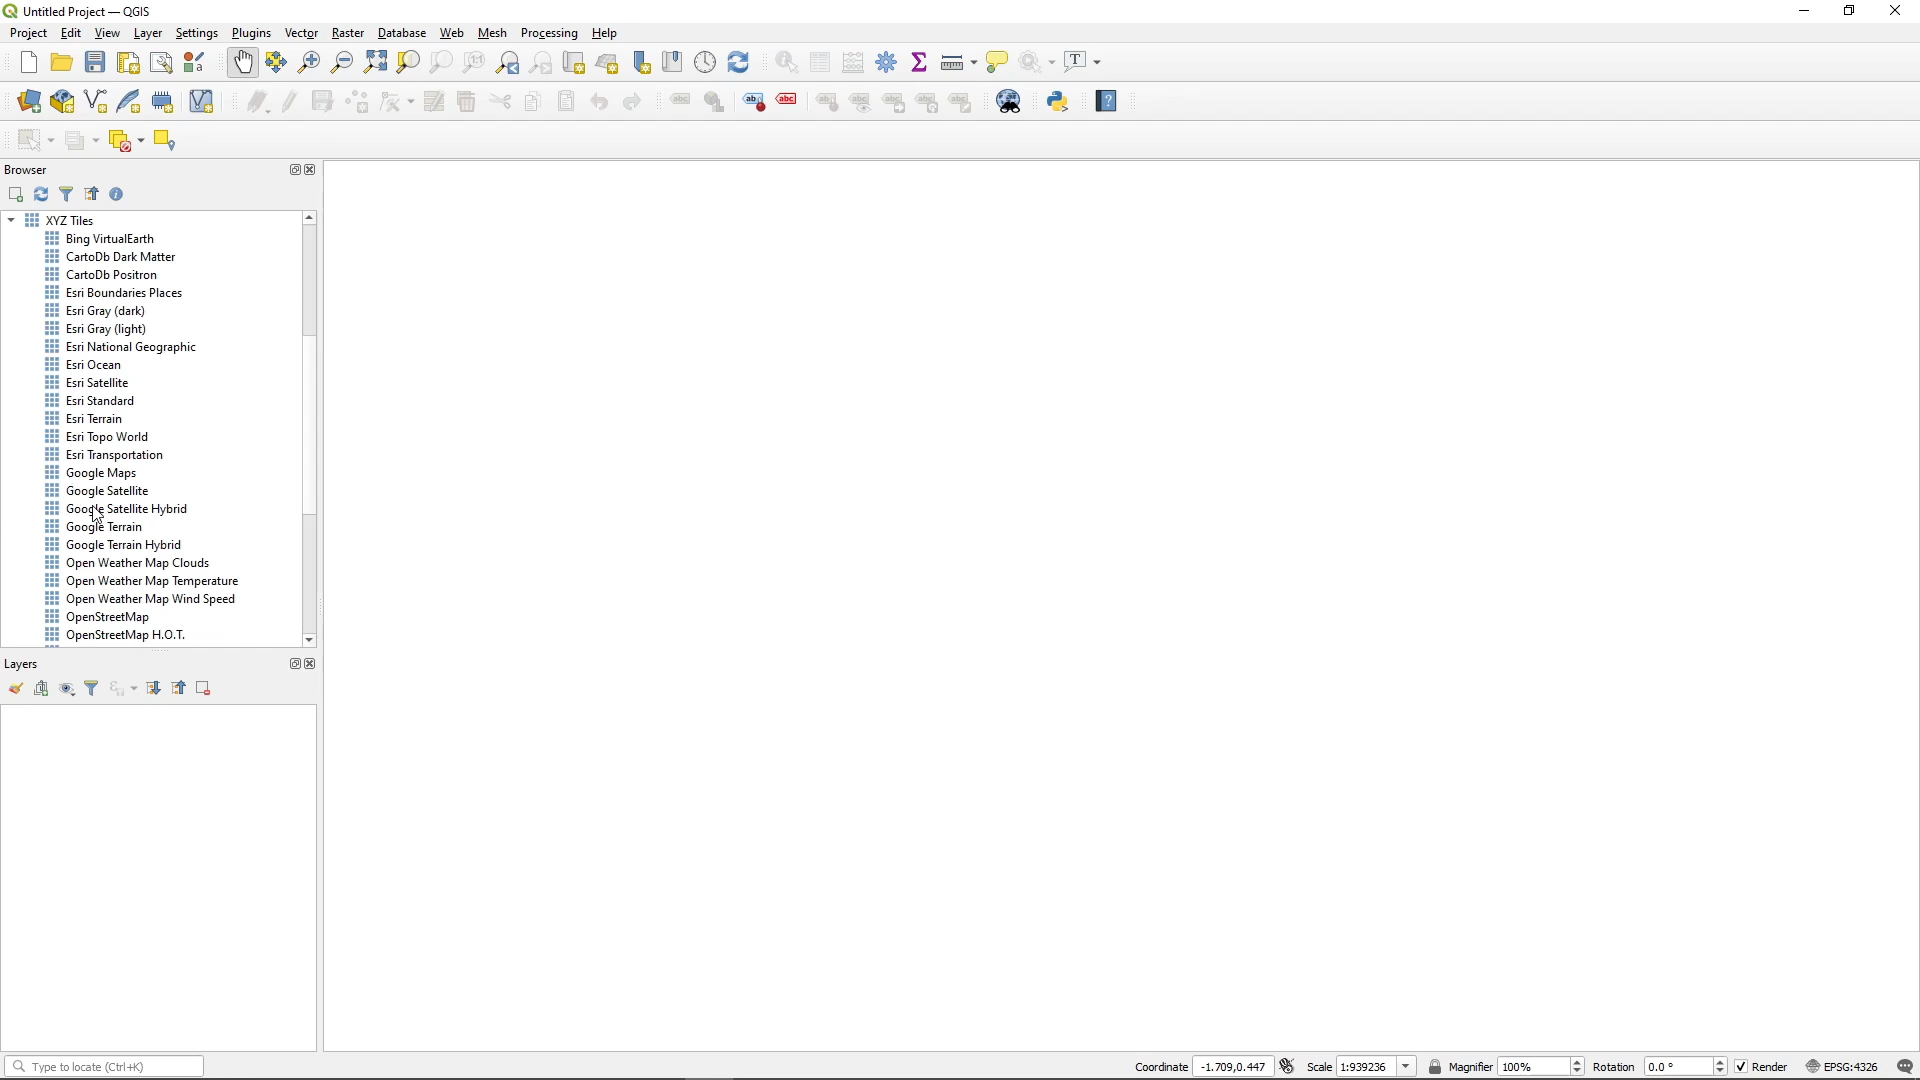 Untitled Project — QGIS
Project Edit View Layer Settings Plugins Vector Raster Database Web Mesh Processing Help
Browser
XYZ Tiles
Bing VirtualEarth
CartoDb Dark Matter
CartoDb Positron
Esri Boundaries Places
Esri Gray (dark)
Esri Gray (light)
Esri National Geographic
Esri Ocean
Esri Satellite
Esri Standard
Esri Terrain
Esri Topo World
Esri Transportation
Google Maps
Google Satellite
Google Satellite Hybrid
Google Terrain
Google Terrain Hybrid
Open Weather Map Clouds
Open Weather Map Temperature
Open Weather Map Wind Speed
OpenStreetMap
OpenStreetMap H.O.T.
Layers
Type to locate (Ctrl+K)
Coordinate -1.709,0.447 Scale 1:939236 Magnifier 100% Rotation 0.0 ° Render EPSG:4326